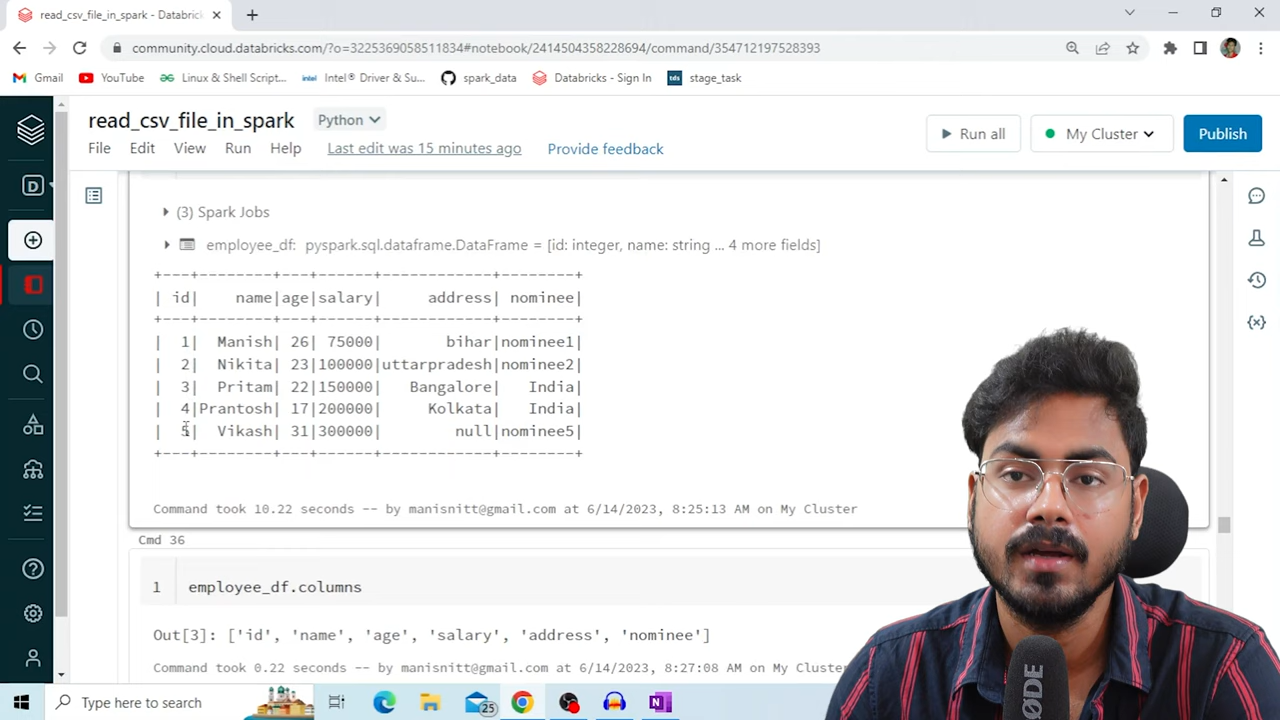 read_csv_file_in_spark - Databric
community.cloud.databricks.com/?o=3225369058511834#notebook/2414504358228694/command/354712197528393
Gmail YouTube Linux & Shell Script... Intel® Driver & Su... spark_data Databricks - Sign In tds stage_task
read_csv_file_in_spark Python
Run all My Cluster Publish
File Edit View Run Help Last edit was 15 minutes ago Provide feedback
D
(3) Spark Jobs
employee_df: pyspark.sql.dataframe.DataFrame = [id: integer, name: string ... 4 more fields]
+---+--------+---+------+------------+--------+
| id|    name|age|salary|     address| nominee|
+---+--------+---+------+------------+--------+
|  1|  Manish| 26| 75000|       bihar|nominee1|
|  2|  Nikita| 23|100000|uttarpradesh|nominee2|
|  3|  Pritam| 22|150000|   Bangalore|   India|
|  4|Prantosh| 17|200000|     Kolkata|   India|
|  5|  Vikash| 31|300000|        null|nominee5|
+---+--------+---+------+------------+--------+
Command took 10.22 seconds -- by manisnitt@gmail.com at 6/14/2023, 8:25:13 AM on My Cluster
Cmd 36
1 employee_df.columns
Out[3]: ['id', 'name', 'age', 'salary', 'address', 'nominee']
Command took 0.22 seconds -- by manisnitt@gmail.com at 6/14/2023, 8:27:08 AM on My Cluste
Type here to search
25